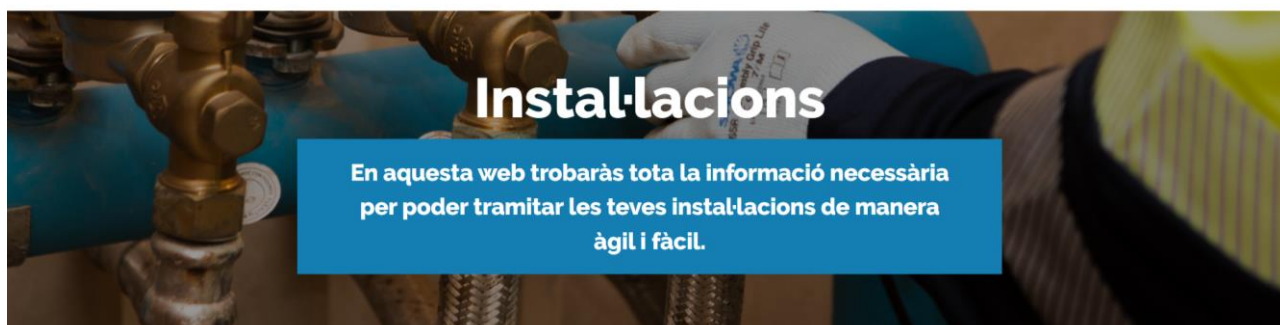 Instal·lacions
En aquesta web trobaràs tota la informació necessària
per poder tramitar les teves instal·lacions de manera
àgil i fàcil.